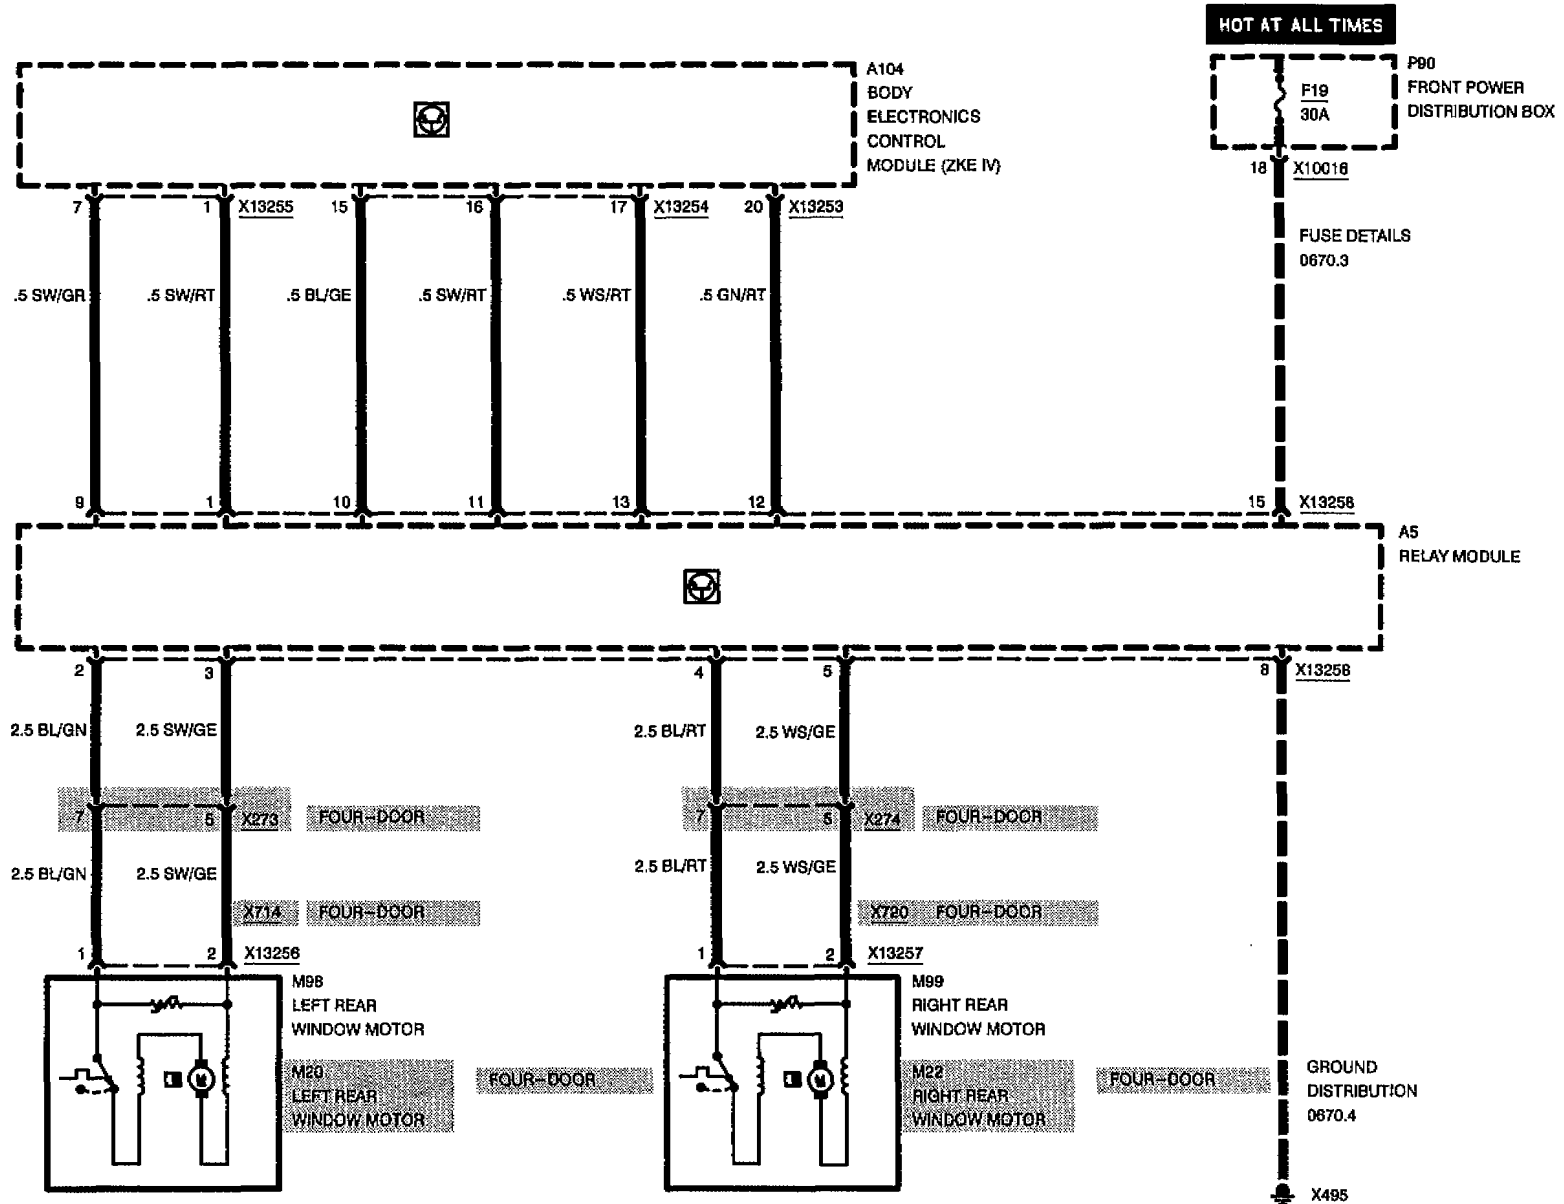 HOT AT ALL TIMES
A104
BODY
ELECTRONICS
CONTROL
MODULE (ZKE IV)
F19
30A
P90
FRONT POWER
DISTRIBUTION BOX
18 X10016
7 1 X13255 15 16 17 X13254 20 X13253
FUSE DETAILS
0670.3
.5 SW/GR .5 SW/RT .5 BL/GE .5 SW/RT .5 WS/RT .5 GN/RT
9 1 10 11 13 12 15 X13258
A5
RELAY MODULE
2 3 4 5 8 X13258
2.5 BL/GN 2.5 SW/GE 2.5 BL/RT 2.5 WS/GE
7 5 X273 FOUR-DOOR 7 5 X274 FOUR-DOOR
2.5 BL/GN 2.5 SW/GE 2.5 BL/RT 2.5 WS/GE
X714 FOUR-DOOR X720 FOUR-DOOR
1 2 X13256 1 2 X13257
M98
LEFT REAR
WINDOW MOTOR
M20
LEFT REAR
WINDOW MOTOR
FOUR-DOOR
M
M99
RIGHT REAR
WINDOW MOTOR
M22
RIGHT REAR
WINDOW MOTOR
FOUR-DOOR
M
GROUND
DISTRIBUTION
0670.4
X495